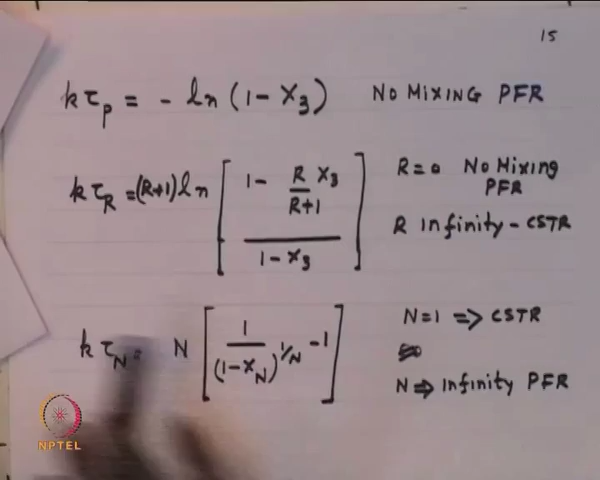 15
kτp = - ln (1 - X3) NO MIXING PFR
kτR = (R+1) ln [ (1 - R/(R+1) X3) / (1 - X3) ] R=0 No Mixing PFR
R Infinity - CSTR
kτN = N [ 1/(1-XN)^1/N - 1 ] N=1 => CSTR
N => Infinity PFR
NPTEL